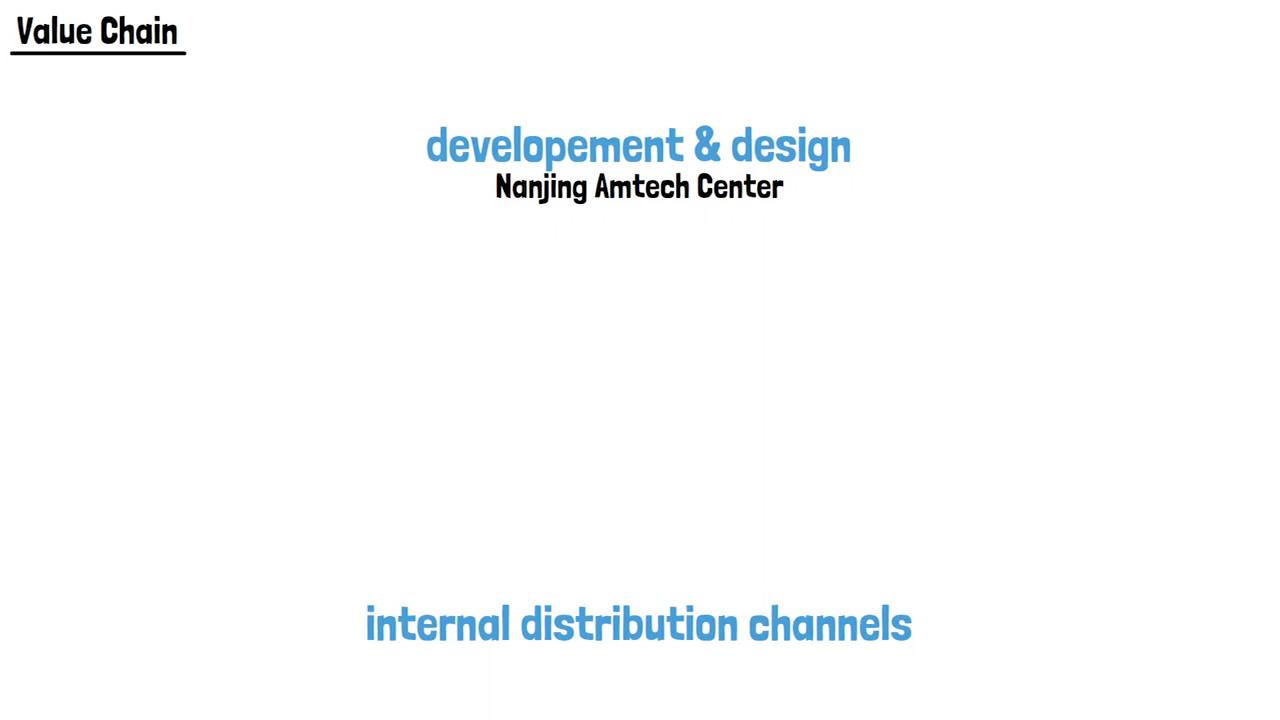 Value Chain
developement & design
Nanjing Amtech Center
internal distribution channels